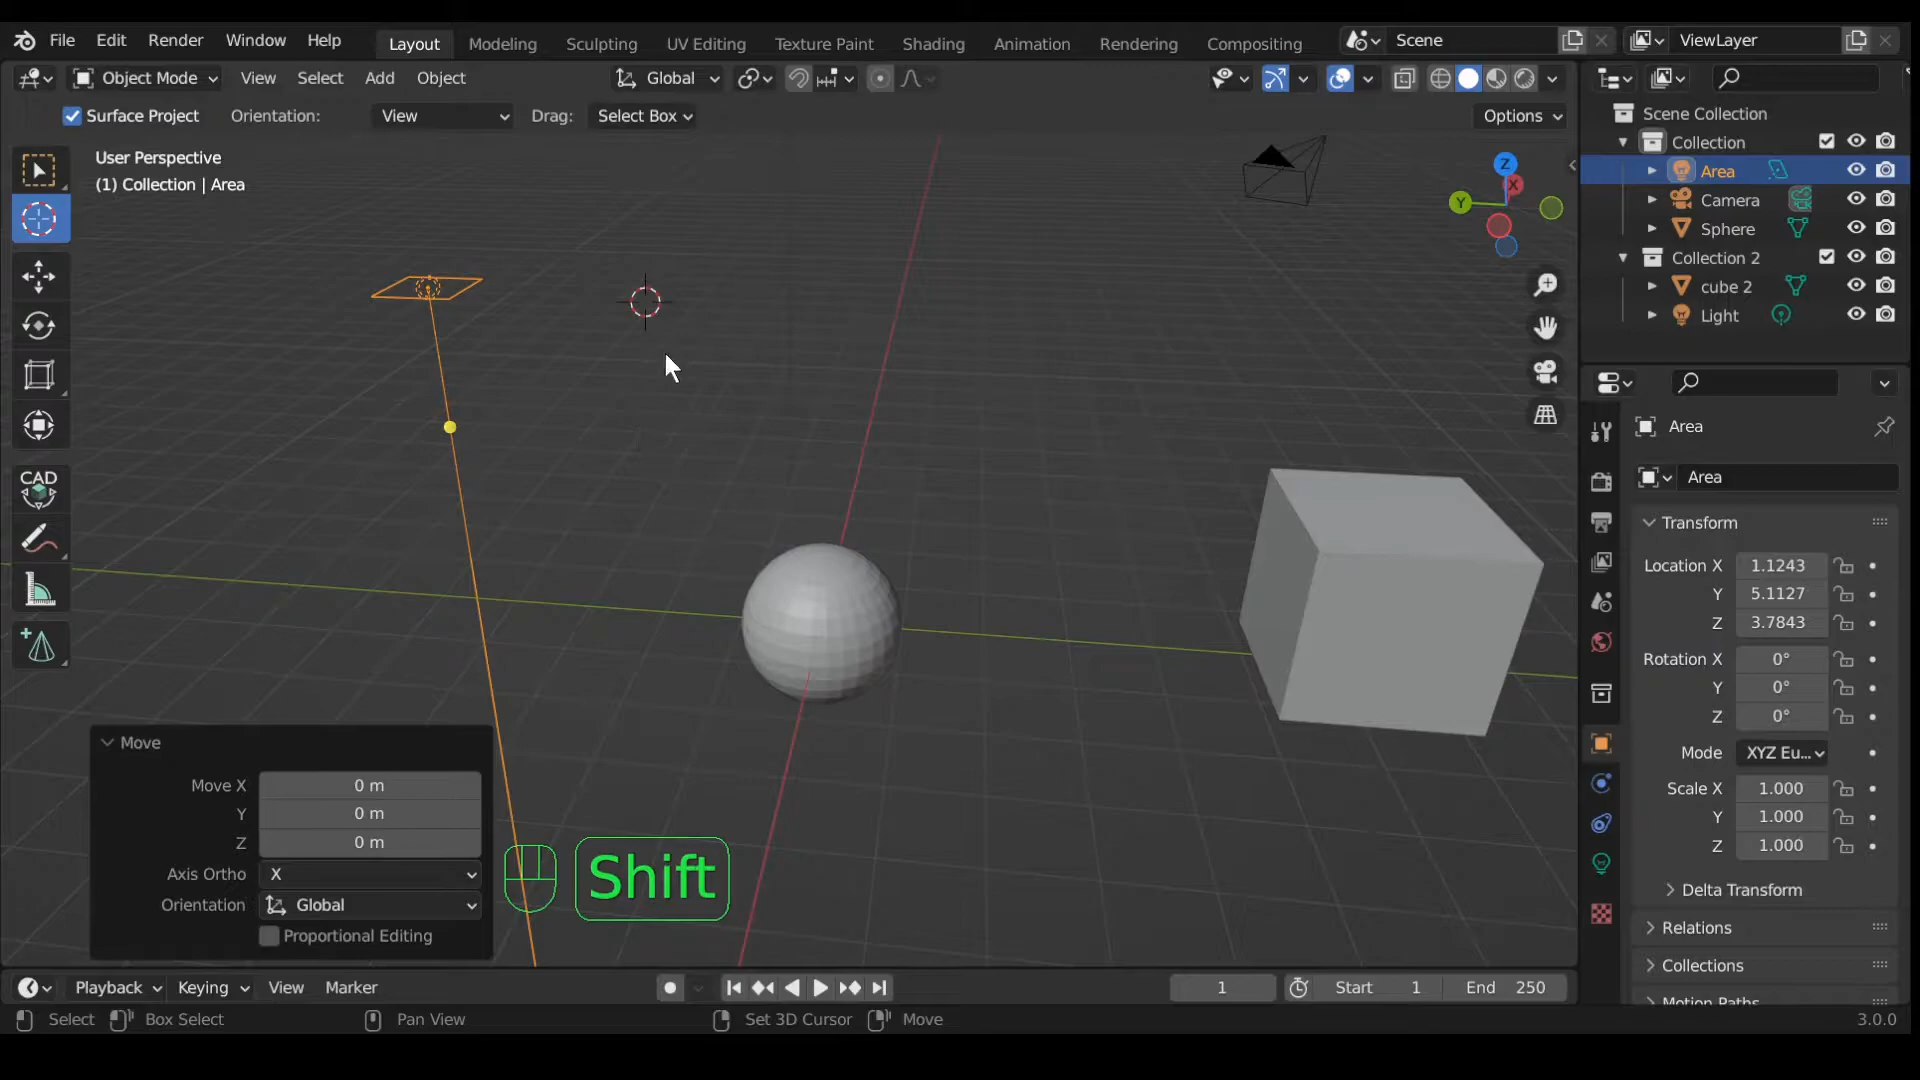 File Edit Render Window Help Layout Modeling Sculpting UV Editing Texture Paint Shading Animation Rendering Compositing Scene ViewLayer
Object Mode View Select Add Object Global
Surface Project Orientation: View Drag: Select Box Options
User Perspective
(1) Collection | Area
Z
X
Y
CAD
Scene Collection
Collection
Area
Camera
Sphere
Collection 2
cube 2
Light
Area
Area
Transform
Location X 1.1243
Y 5.1127
Z 3.7843
Rotation X 0°
Y 0°
Z 0°
Mode XYZ Eu...
Scale X 1.000
Y 1.000
Z 1.000
Delta Transform
Relations
Collections
Motion Paths
Move
Move X 0 m
Y 0 m
Z 0 m
Axis Ortho X
Orientation Global
Proportional Editing
Shift
Playback Keying View Marker 1 Start 1 End 250
Select Box Select Pan View Set 3D Cursor Move 3.0.0